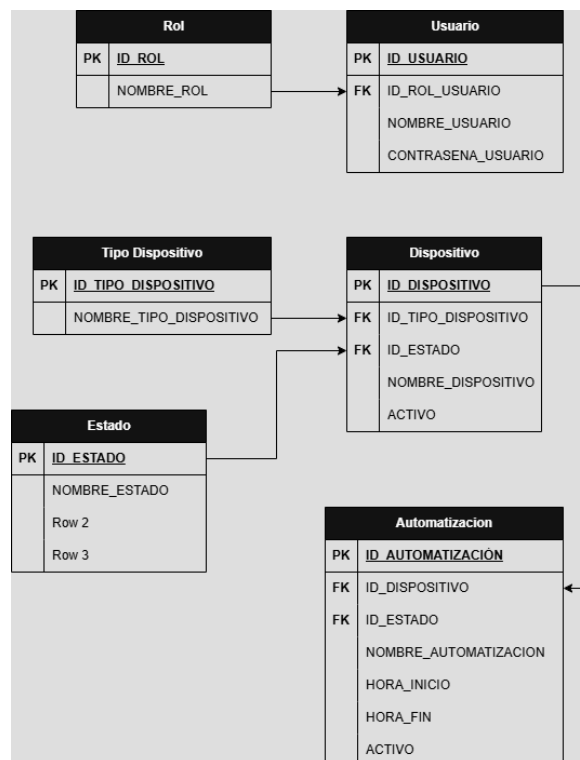 Rol
PK ID_ROL
NOMBRE_ROL
Usuario
PK ID_USUARIO
FK ID_ROL_USUARIO
NOMBRE_USUARIO
CONTRASENA_USUARIO
Tipo Dispositivo
PK ID_TIPO_DISPOSITIVO
NOMBRE_TIPO_DISPOSITIVO
Dispositivo
PK ID_DISPOSITIVO
FK ID_TIPO_DISPOSITIVO
FK ID_ESTADO
NOMBRE_DISPOSITIVO
ACTIVO
Estado
PK ID_ESTADO
NOMBRE_ESTADO
Row 2
Row 3
Automatizacion
PK ID_AUTOMATIZACIÓN
FK ID_DISPOSITIVO
FK ID_ESTADO
NOMBRE_AUTOMATIZACION
HORA_INICIO
HORA_FIN
ACTIVO